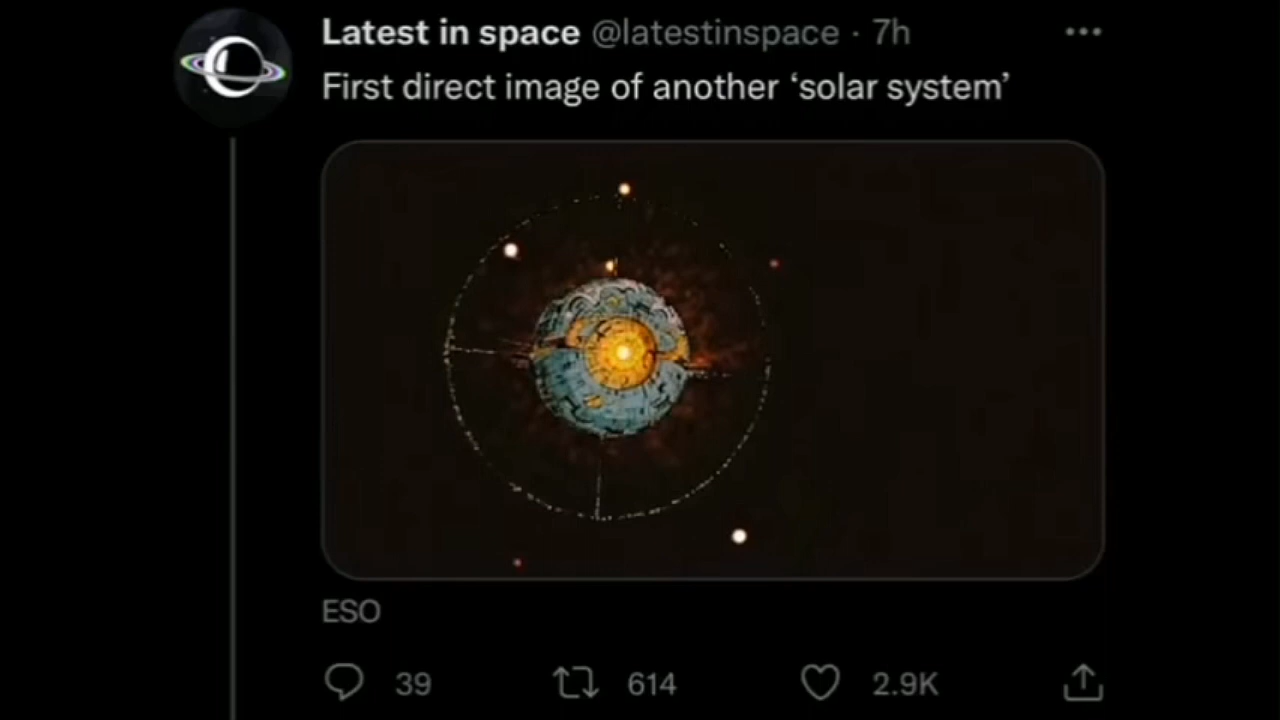 Latest in space @latestinspace · 7h
First direct image of another ‘solar system’
ESO
39 614 2.9K